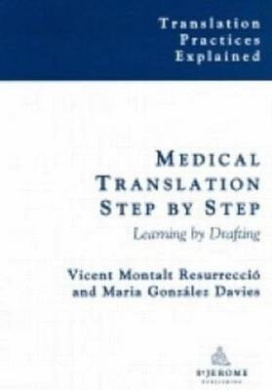 Translation
Practices
Explained
MEDICAL
TRANSLATION
STEP BY STEP
Learning by Drafting
Vicent Montalt Resurrecció
and Maria González Davies
ST JEROME
PUBLISHING